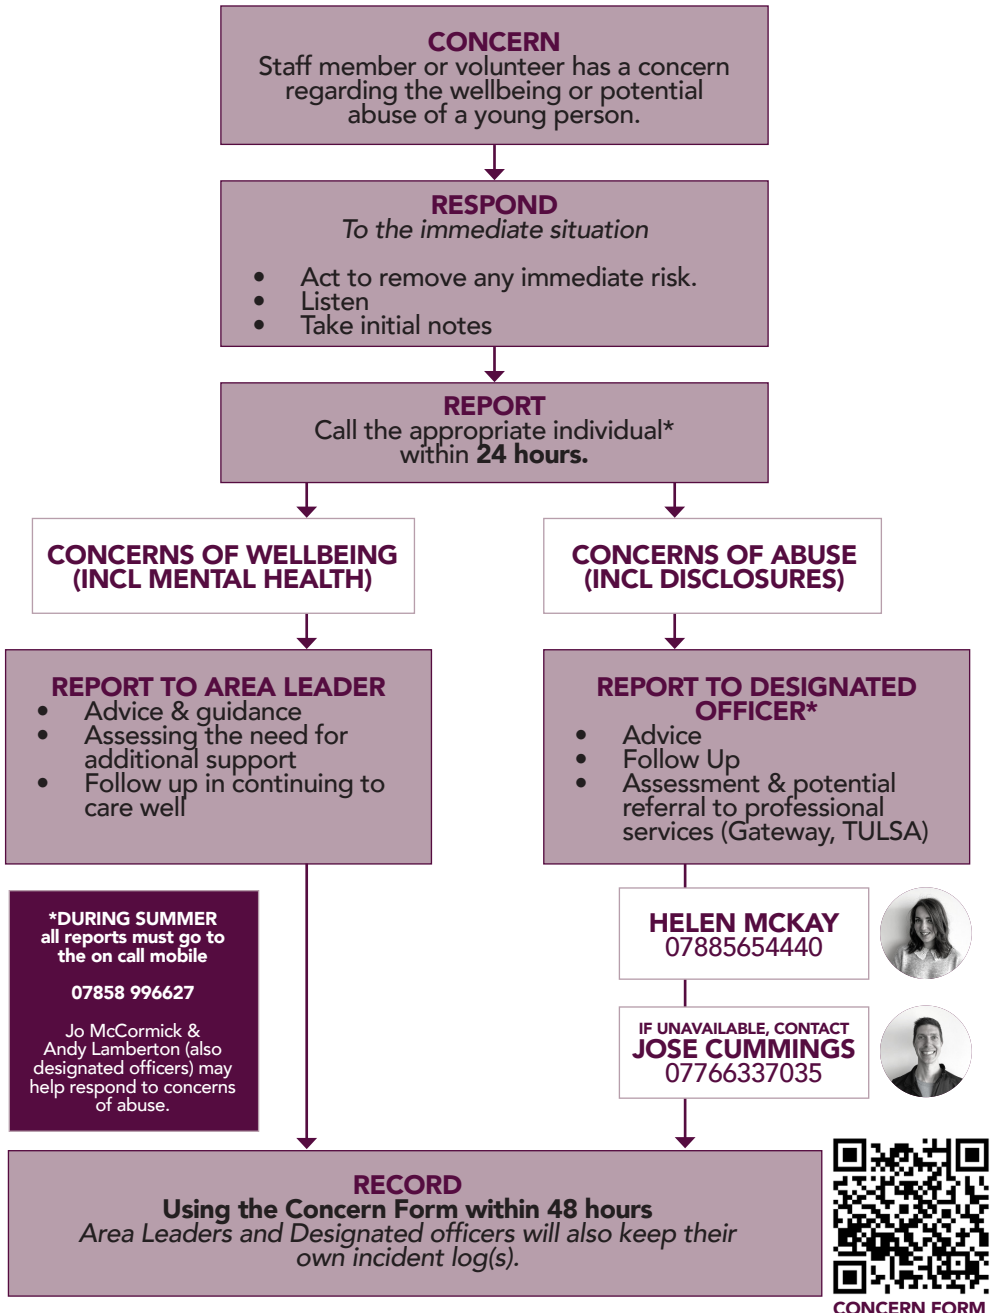 CONCERN
Staff member or volunteer has a concern
regarding the wellbeing or potential
abuse of a young person.
RESPOND
To the immediate situation
• Act to remove any immediate risk.
• Listen
• Take initial notes
REPORT
Call the appropriate individual*
within 24 hours.
CONCERNS OF WELLBEING
(INCL MENTAL HEALTH)
CONCERNS OF ABUSE
(INCL DISCLOSURES)
REPORT TO AREA LEADER
• Advice & guidance
• Assessing the need for
additional support
• Follow up in continuing to
care well
REPORT TO DESIGNATED
OFFICER*
• Advice
• Follow Up
• Assessment & potential
referral to professional
services (Gateway, TULSA)
*DURING SUMMER
all reports must go to
the on call mobile
07858 996627
Jo McCormick &
Andy Lamberton (also
designated officers) may
help respond to concerns
of abuse.
HELEN MCKAY
07885654440
IF UNAVAILABLE, CONTACT
JOSE CUMMINGS
07766337035
RECORD
Using the Concern Form within 48 hours
Area Leaders and Designated officers will also keep their
own incident log(s).
CONCERN FORM